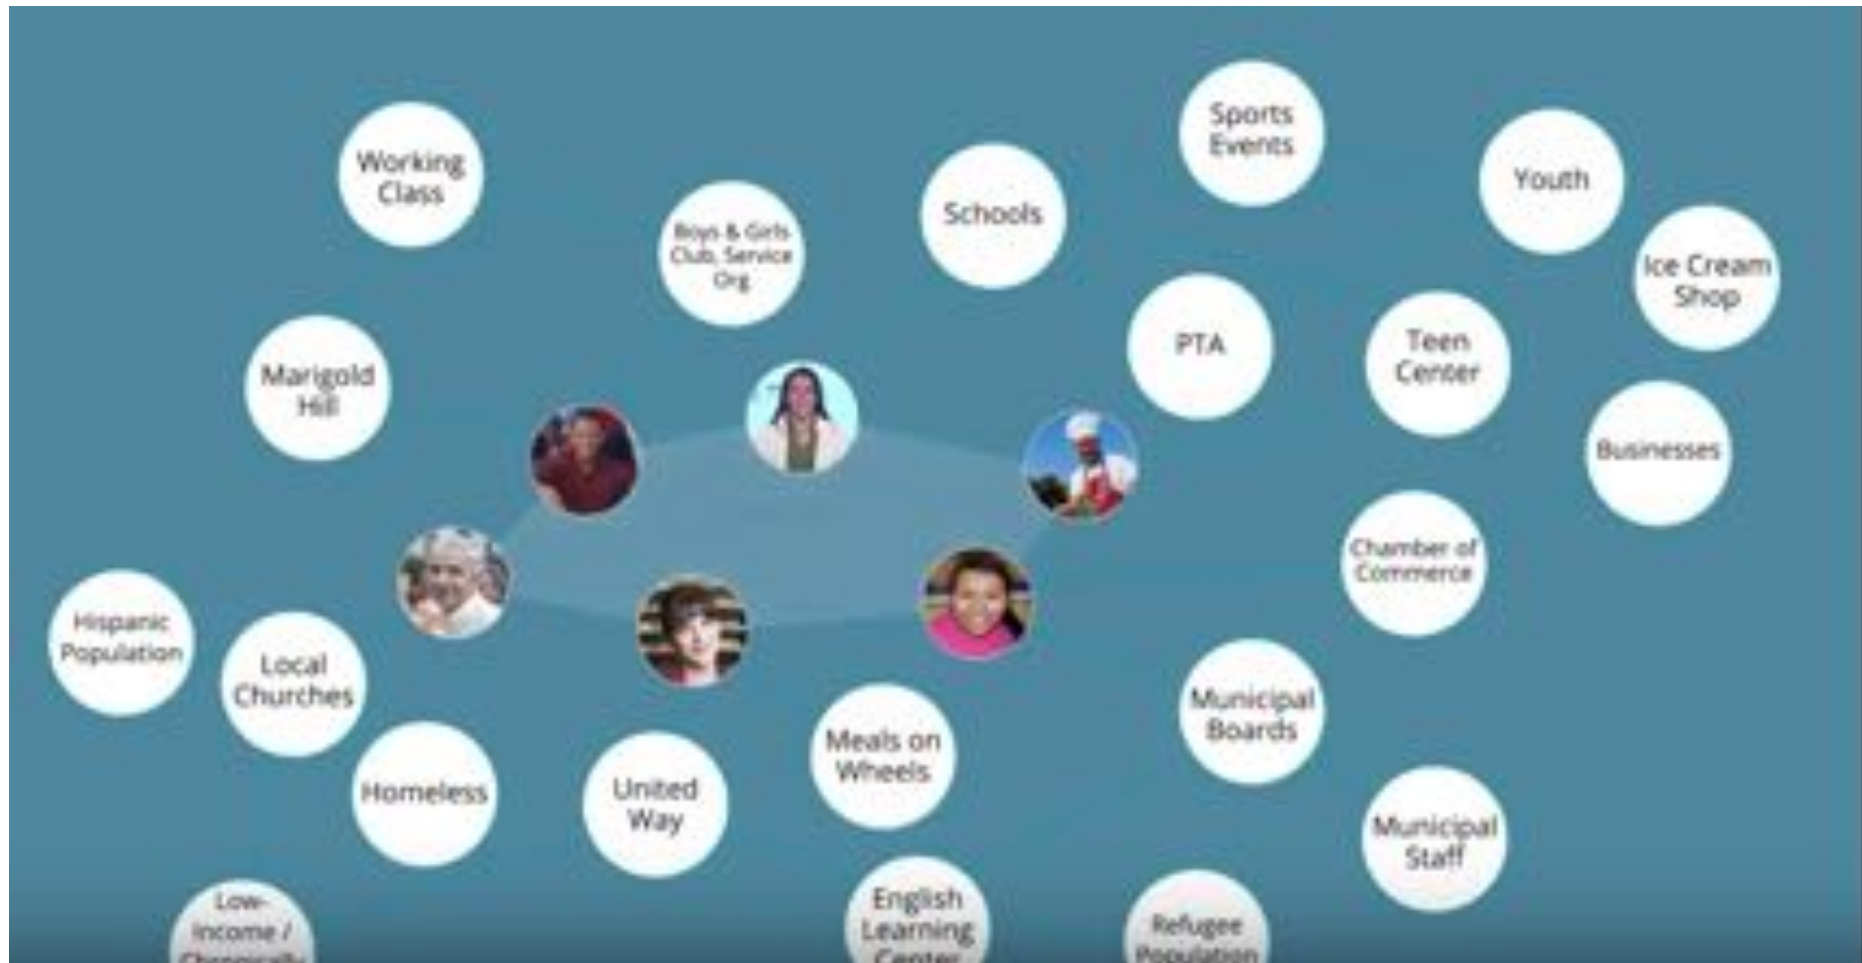 Sports
Events
Working
Class
Youth
Schools
Boys & Girls
Club, Service
Org
Ice Cream
Shop
PTA
Teen
Center
Marigold
Hill
Businesses
Chamber of
Commerce
Hispanic
Population
Local
Churches
Municipal
Boards
Meals on
Wheels
Homeless
United
Way
Municipal
Staff
Low-
income /
Chronically
English
Learning
Center
Refugee
Population